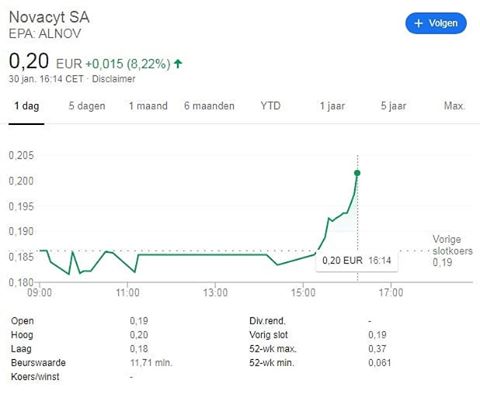 Novacyt SA
EPA: ALNOV
+ Volgen
0,20 EUR +0,015 (8,22%) ↑
30 jan. 16:14 CET · Disclaimer
1 dag 5 dagen 1 maand 6 maanden YTD 1 jaar 5 jaar Max.
0,205
0,200
0,195
0,190
0,185
0,180
Vorige
slotkoers
0,19
0,20 EUR 16:14
09:00 11:00 13:00 15:00 17:00
Open 0,19 Div.rend. -
Hoog 0,20 Vorig slot 0,19
Laag 0,18 52-wk max. 0,37
Beurswaarde 11,71 mln. 52-wk min. 0,061
Koers/winst -